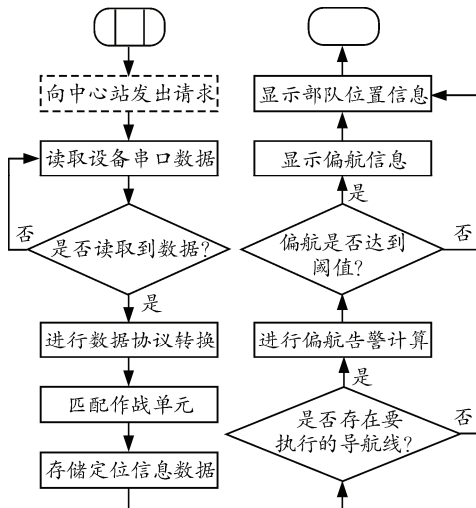 向中心站发出请求
读取设备串口数据
否
是否读取到数据?
是
进行数据协议转换
匹配作战单元
存储定位信息数据
显示部队位置信息
显示偏航信息
是
偏航是否达到
阈值?
否
进行偏航告警计算
是
是否存在要
执行的导航线?
否